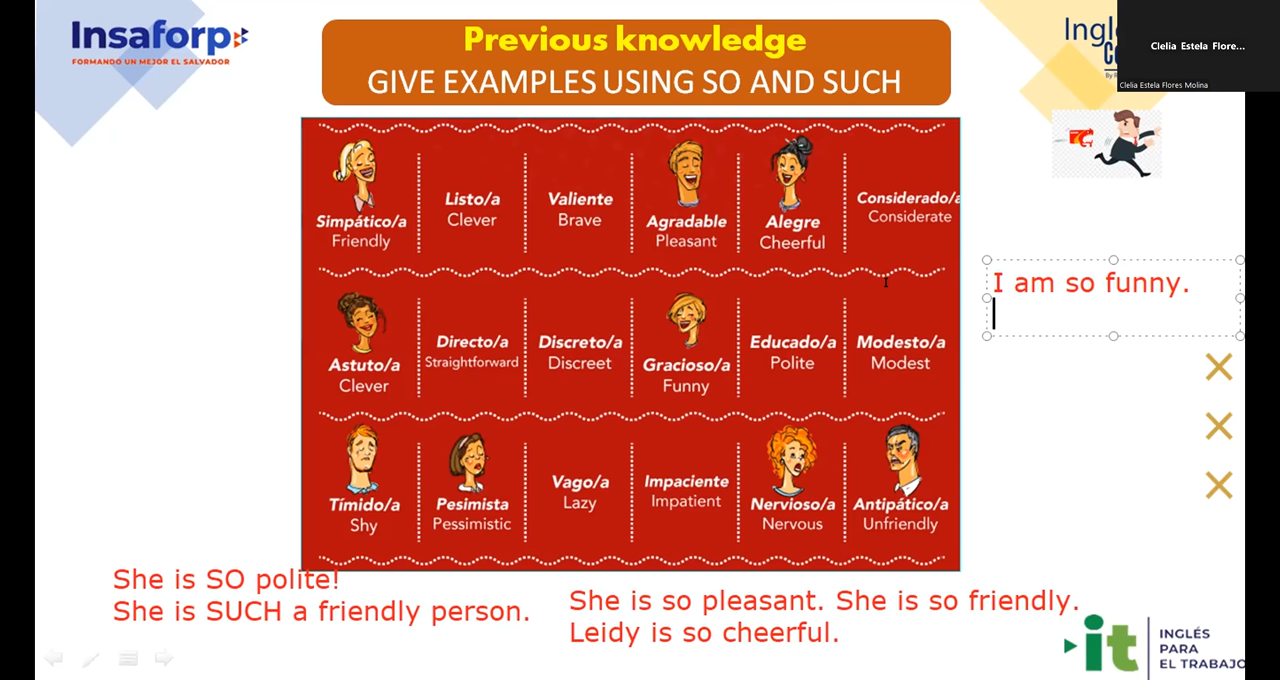 Insaforp
FORMANDO UN MEJOR EL SALVADOR
Previous knowledge
GIVE EXAMPLES USING SO AND SUCH
Clelia Estela Flore...
Clelia Estela Flores Molina
Simpático/a
Friendly
Listo/a
Clever
Valiente
Brave
Agradable
Pleasant
Alegre
Cheerful
Considerado/a
Considerate
Astuto/a
Clever
Directo/a
Straightforward
Discreto/a
Discreet
Gracioso/a
Funny
Educado/a
Polite
Modesto/a
Modest
Tímido/a
Shy
Pesimista
Pessimistic
Vago/a
Lazy
Impaciente
Impatient
Nervioso/a
Nervous
Antipático/a
Unfriendly
I am so funny.
She is SO polite!
She is SUCH a friendly person.
She is so pleasant. She is so friendly.
Leidy is so cheerful.
it
INGLÉS
PARA
EL TRABAJO